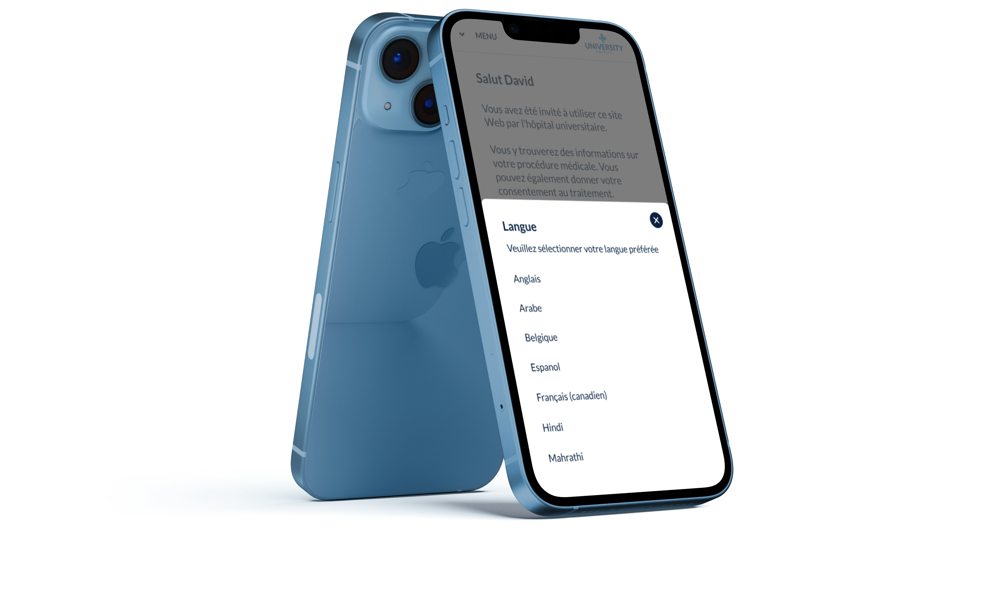 MENU
UNIVERSITY
HOSPITAL
Salut David
Vous avez été invité à utiliser ce site
Web par l'hôpital universitaire.
Vous y trouverez des informations sur
votre procédure médicale. Vous
pouvez également donner votre
consentement au traitement.
Langue
Veuillez sélectionner votre langue préférée
Anglais
Arabe
Belgique
Espanol
Français (canadien)
Hindi
Mahrathi